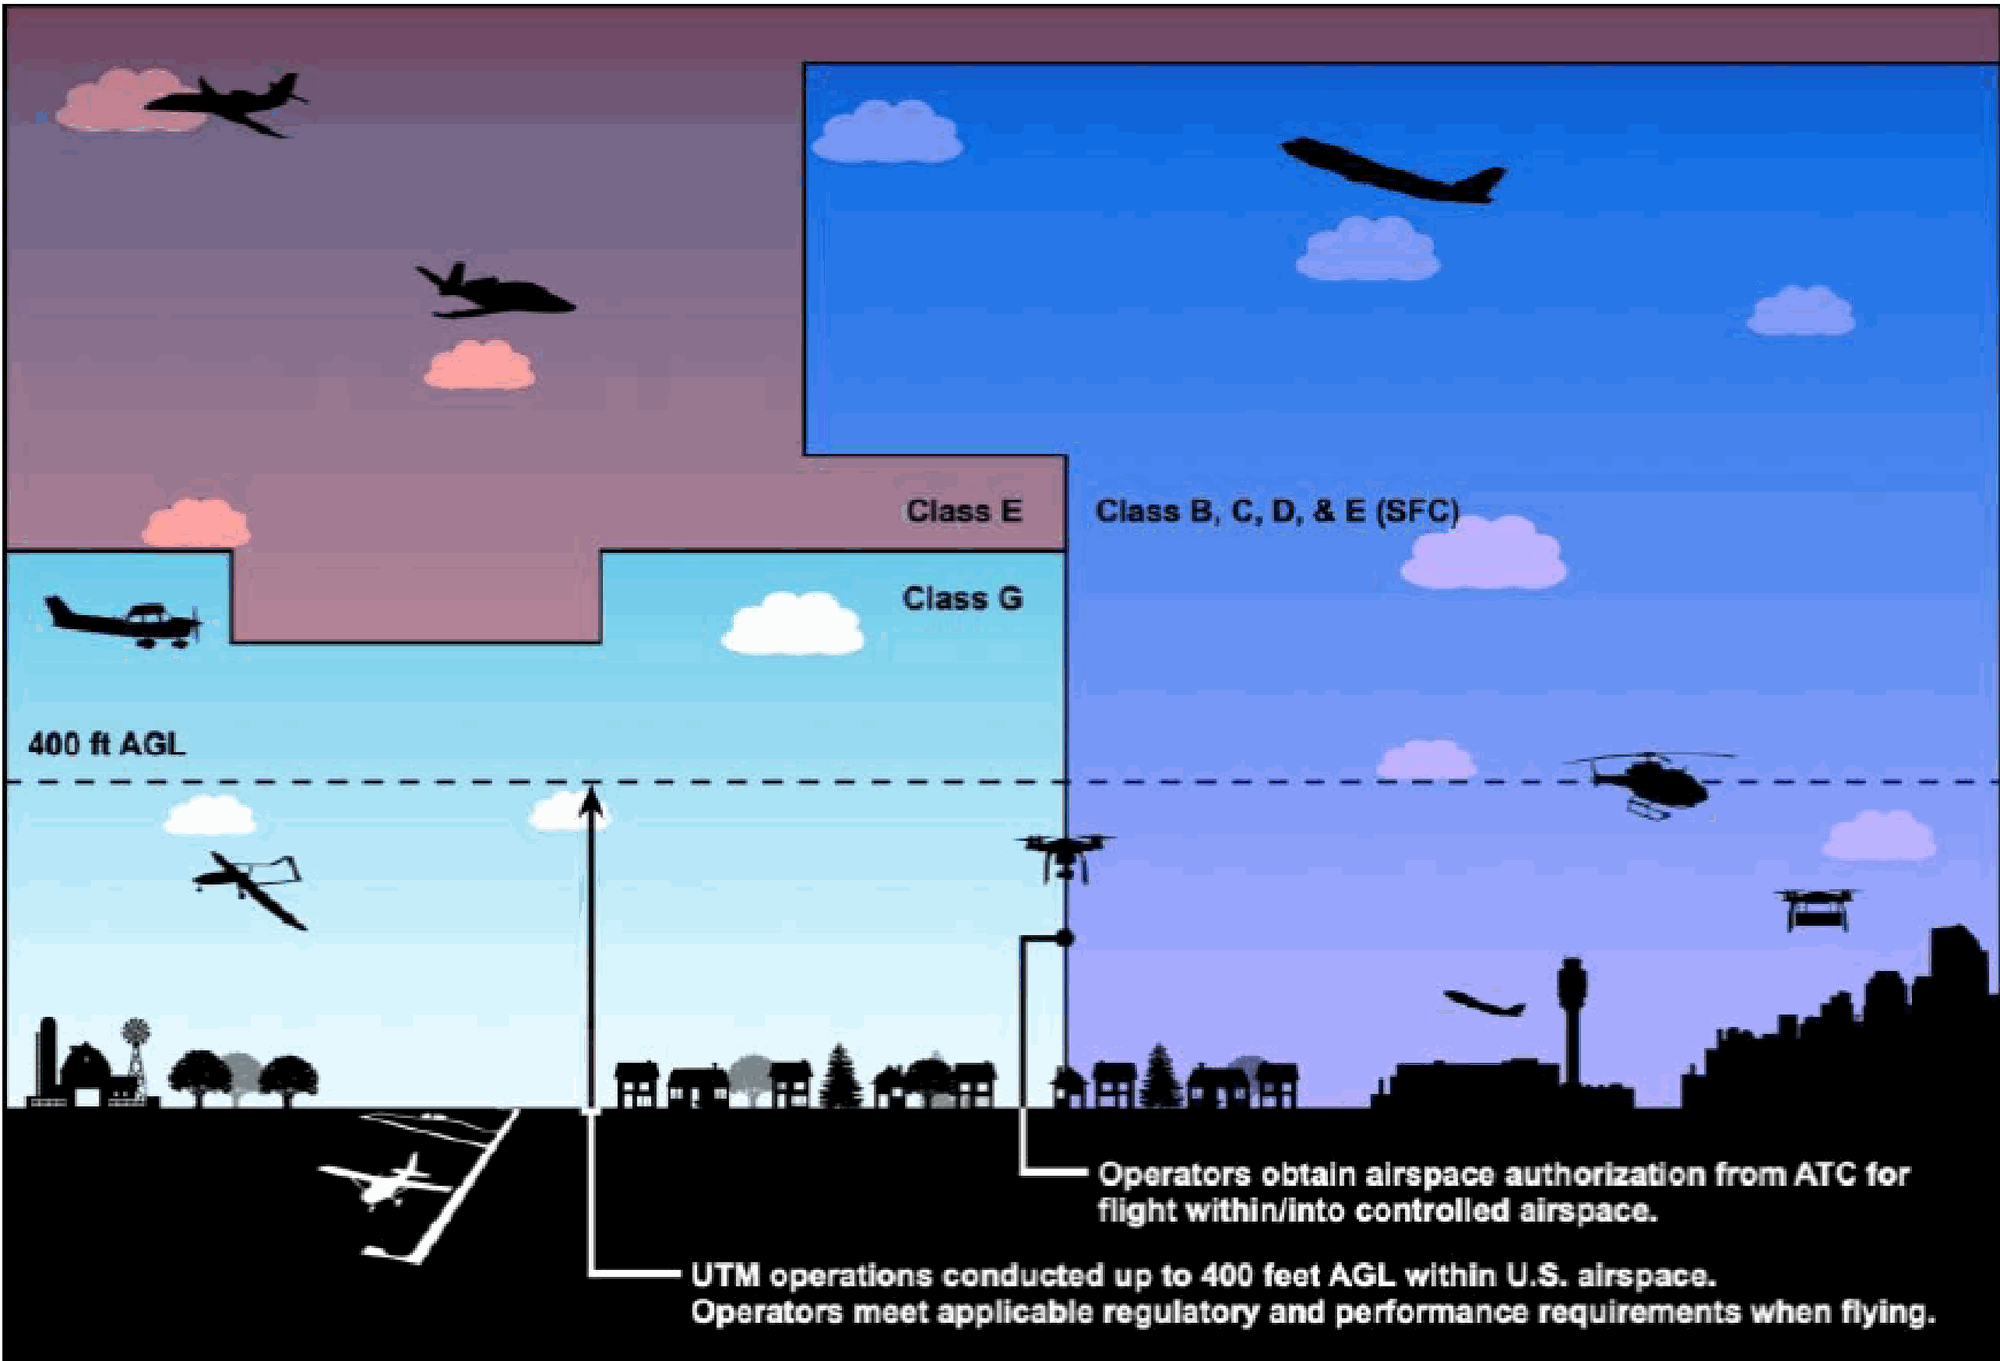 Class E
Class B, C, D, & E (SFC)
Class G
400 ft AGL
Operators obtain airspace authorization from ATC for
flight within/into controlled airspace.
UTM operations conducted up to 400 feet AGL within U.S. airspace.
Operators meet applicable regulatory and performance requirements when flying.